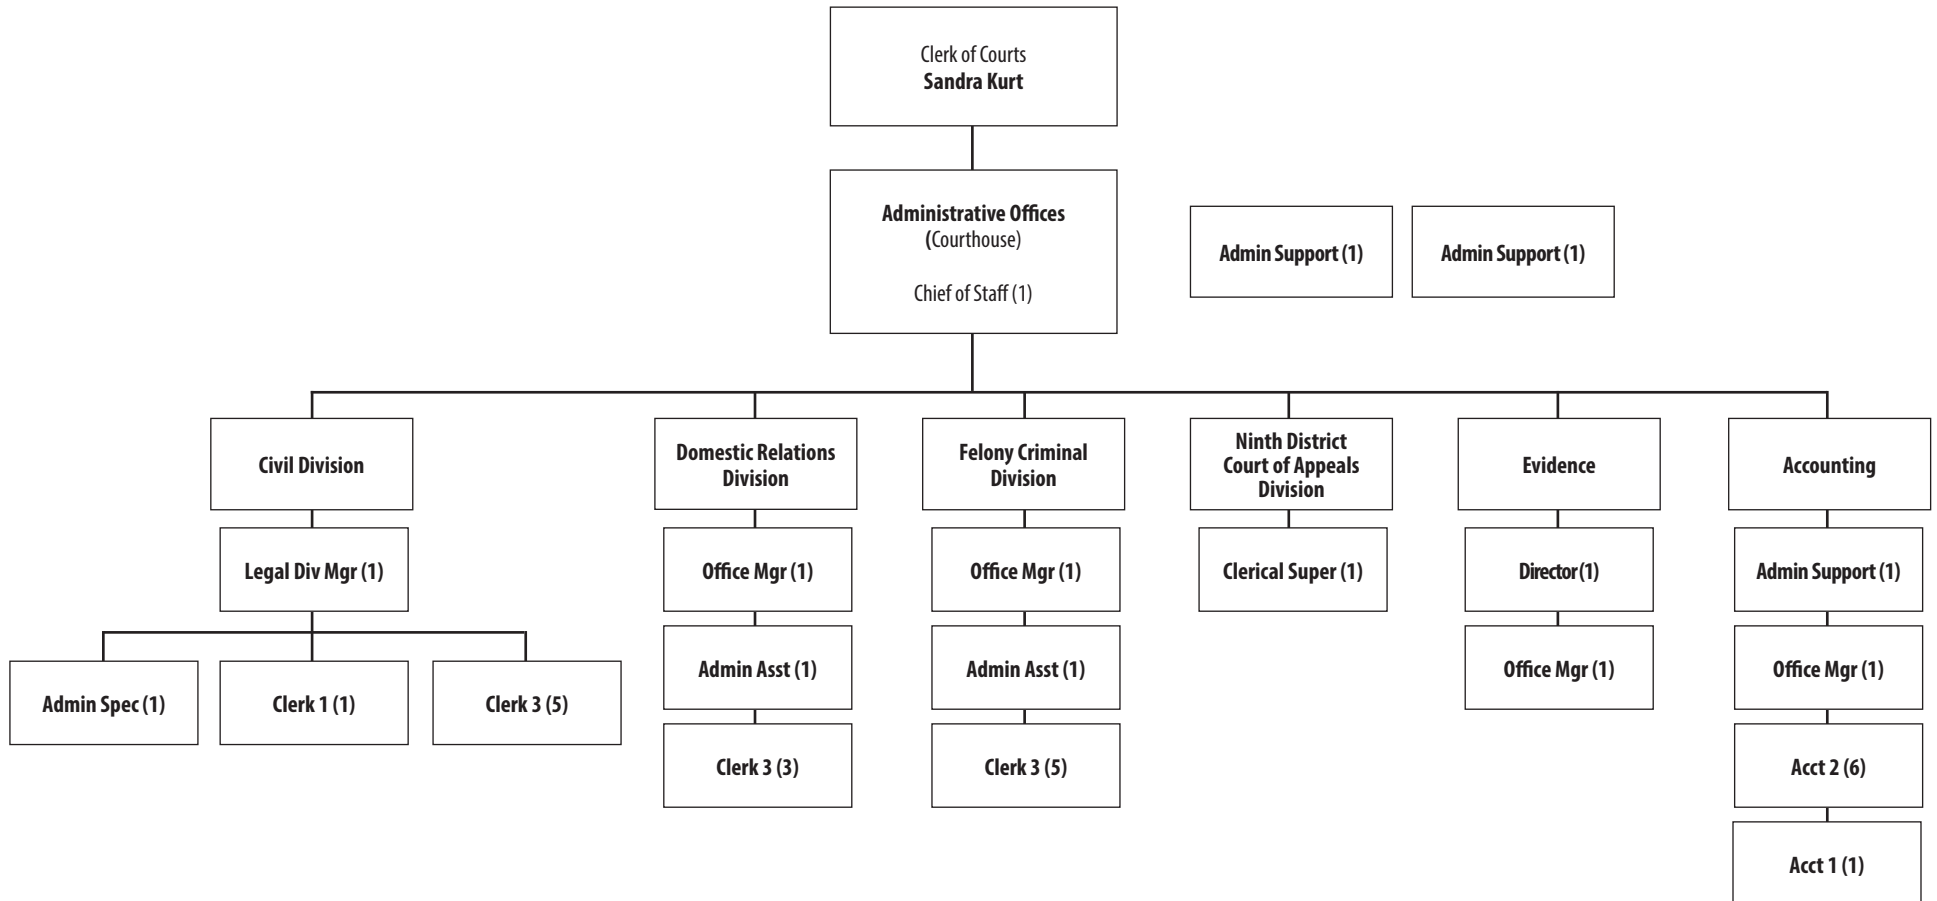 Clerk of Courts
Sandra Kurt
Administrative Offices
(Courthouse)
Chief of Staff (1)
Admin Support (1)
Admin Support (1)
Civil Division
Domestic Relations
Division
Felony Criminal
Division
Ninth District
Court of Appeals
Division
Evidence
Accounting
Legal Div Mgr (1)
Office Mgr (1)
Office Mgr (1)
Clerical Super (1)
Director (1)
Admin Support (1)
Admin Spec (1)
Clerk 1 (1)
Clerk 3 (5)
Admin Asst (1)
Admin Asst (1)
Office Mgr (1)
Office Mgr (1)
Clerk 3 (3)
Clerk 3 (5)
Acct 2 (6)
Acct 1 (1)